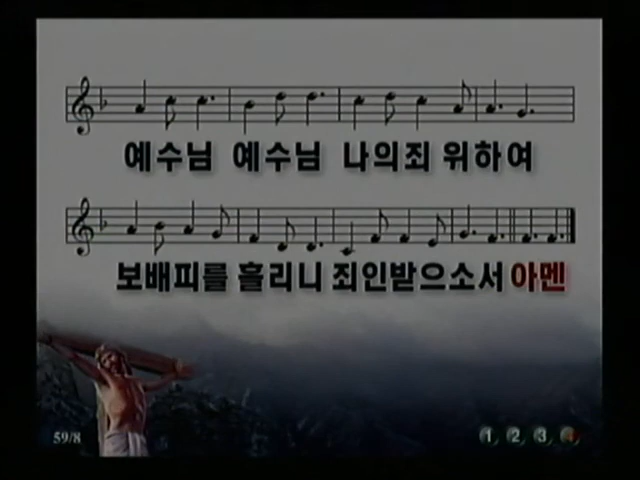 예수님 예수님 나의죄 위하여
보배피를 흘리니 죄인받으소서 아멘
59/8
1 2 3 4